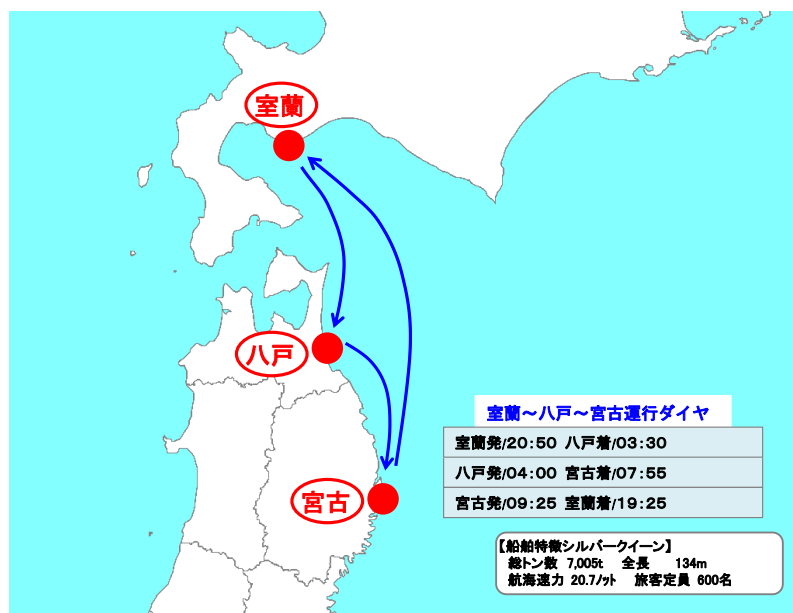 室蘭
八戸
宮古
室蘭～八戸～宮古運行ダイヤ
室蘭発/20:50 八戸着/03:30
八戸発/04:00 宮古着/07:55
宮古発/09:25 室蘭着/19:25
【船舶特徴シルバークイーン】
総トン数 7,005t 全長 134m
航海速力 20.7ノット 旅客定員 600名